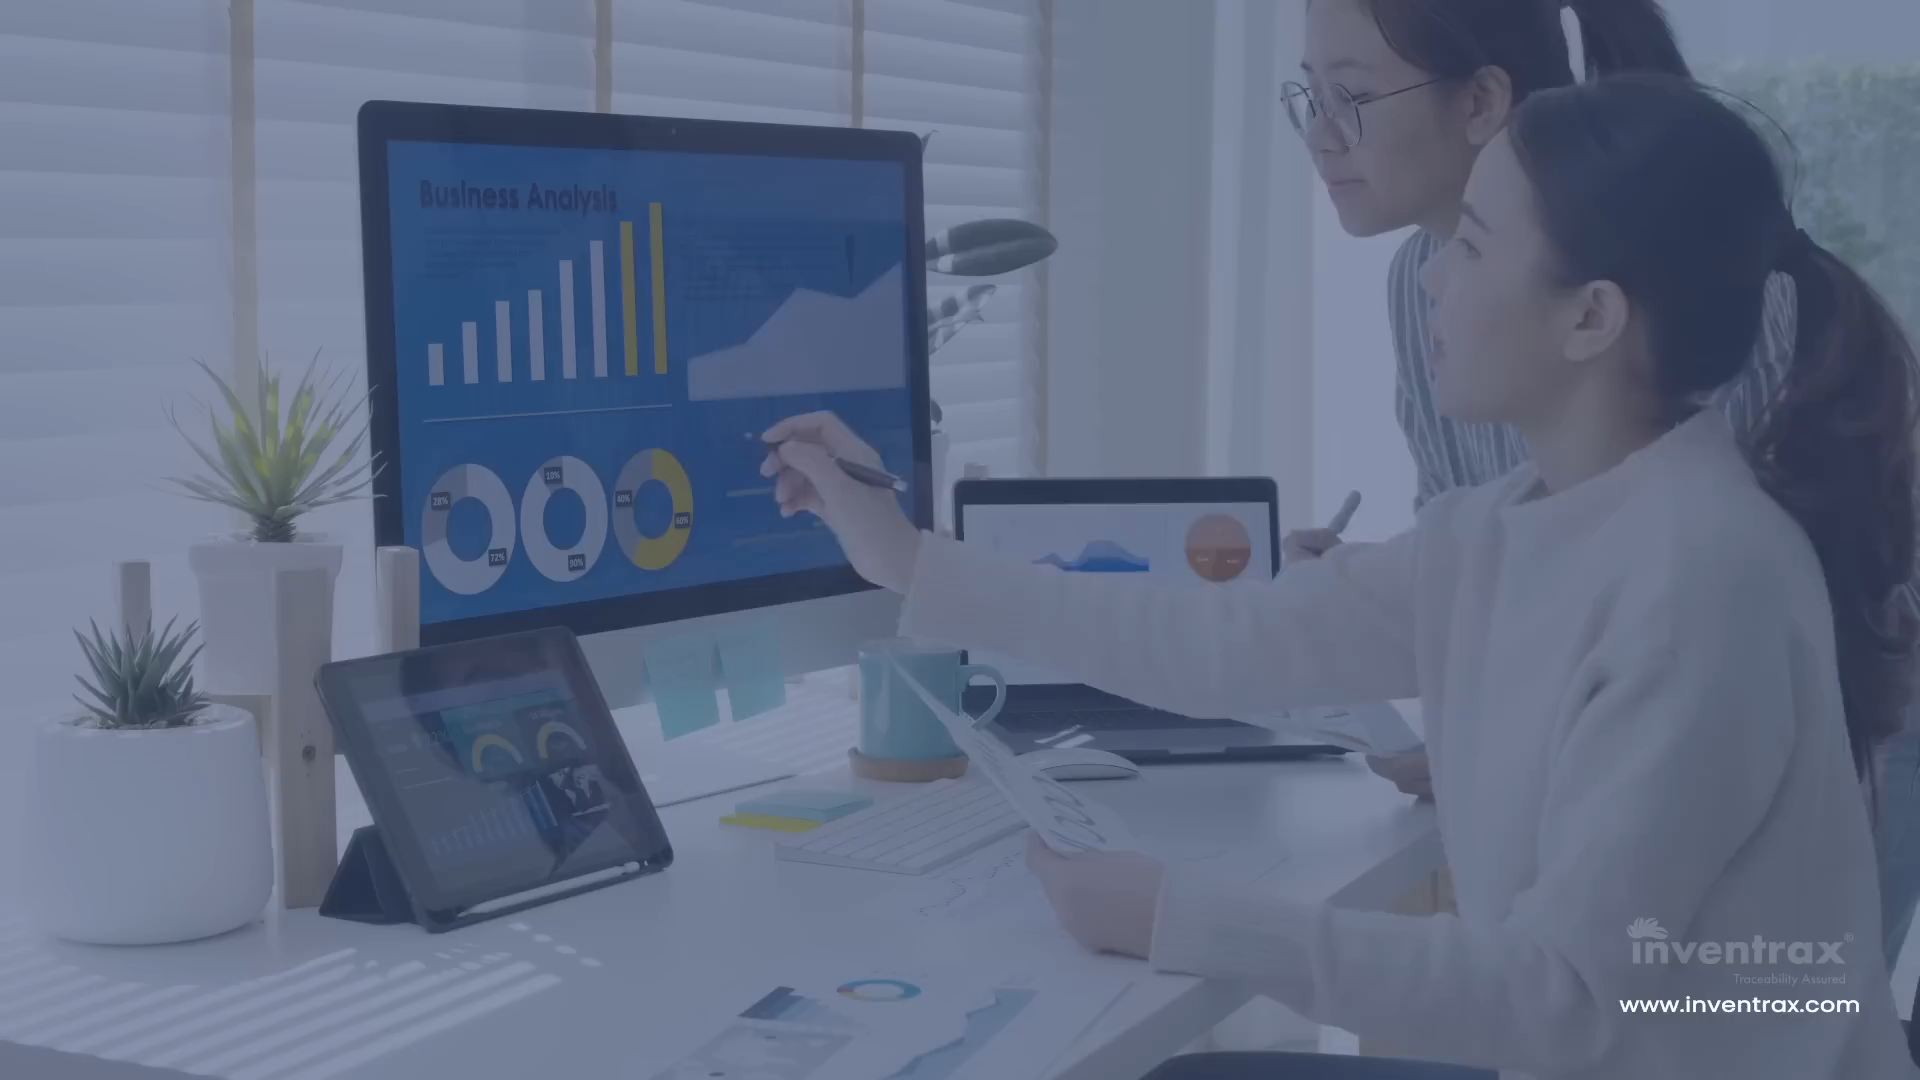 Business Analysis
28%
72%
10%
90%
40%
60%
inventrax®
Traceability Assured
www.inventrax.com